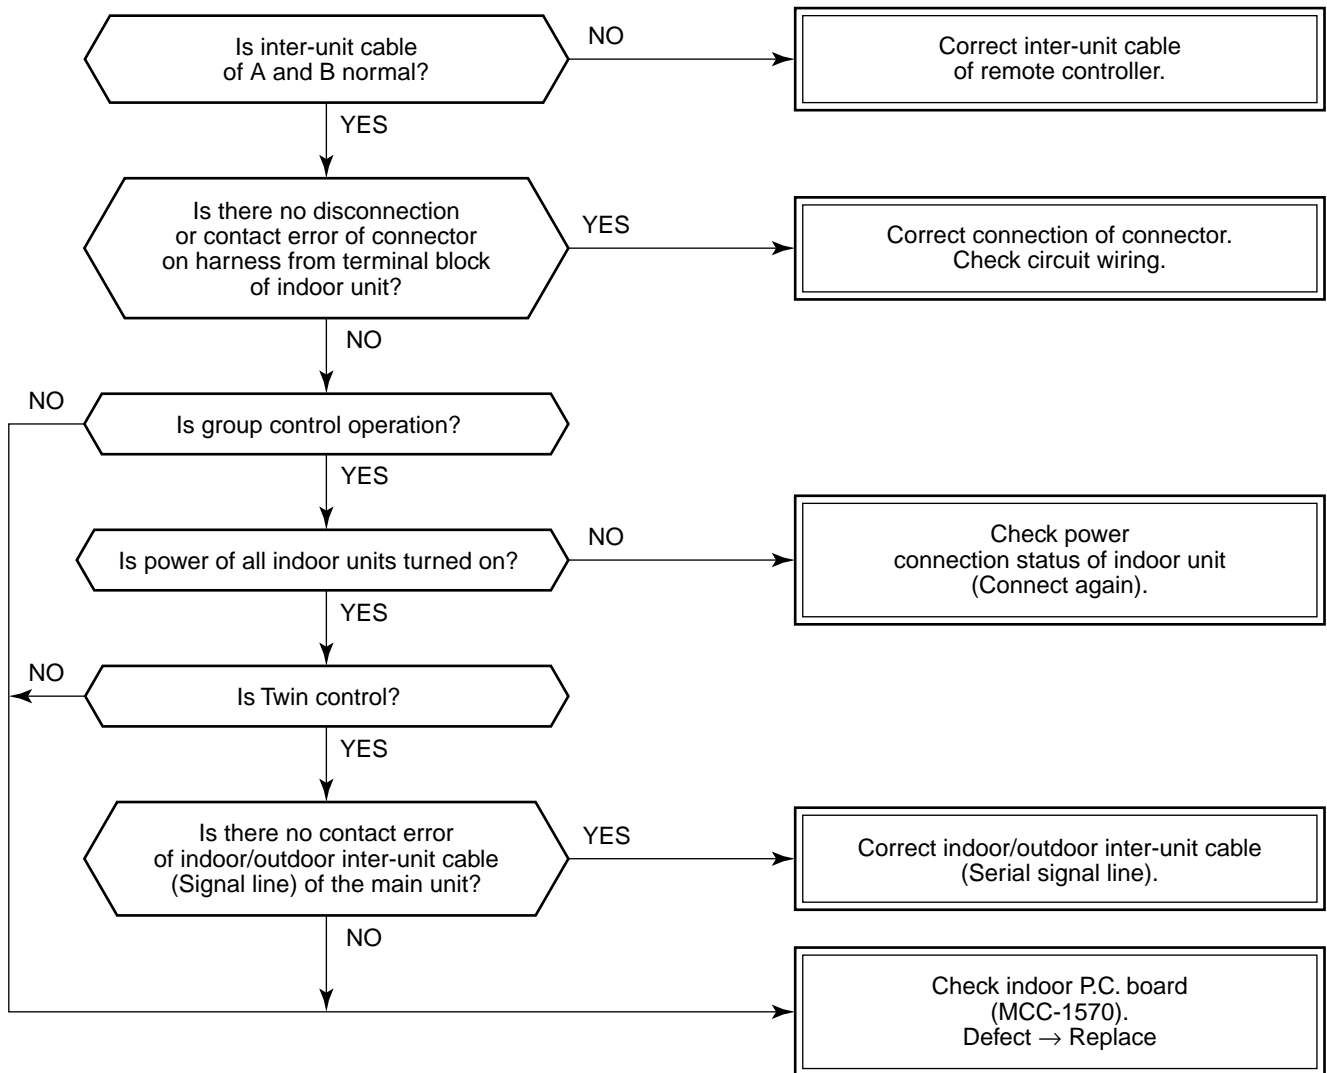 Is inter-unit cable
of A and B normal?
NO
Correct inter-unit cable
of remote controller.
YES
Is there no disconnection
or contact error of connector
on harness from terminal block
of indoor unit?
YES
Correct connection of connector.
Check circuit wiring.
NO
Is group control operation?
NO
YES
Is power of all indoor units turned on?
NO
Check power
connection status of indoor unit
(Connect again).
YES
Is Twin control?
NO
YES
Is there no contact error
of indoor/outdoor inter-unit cable
(Signal line) of the main unit?
YES
Correct indoor/outdoor inter-unit cable
(Serial signal line).
NO
Check indoor P.C. board
(MCC-1570).
Defect → Replace